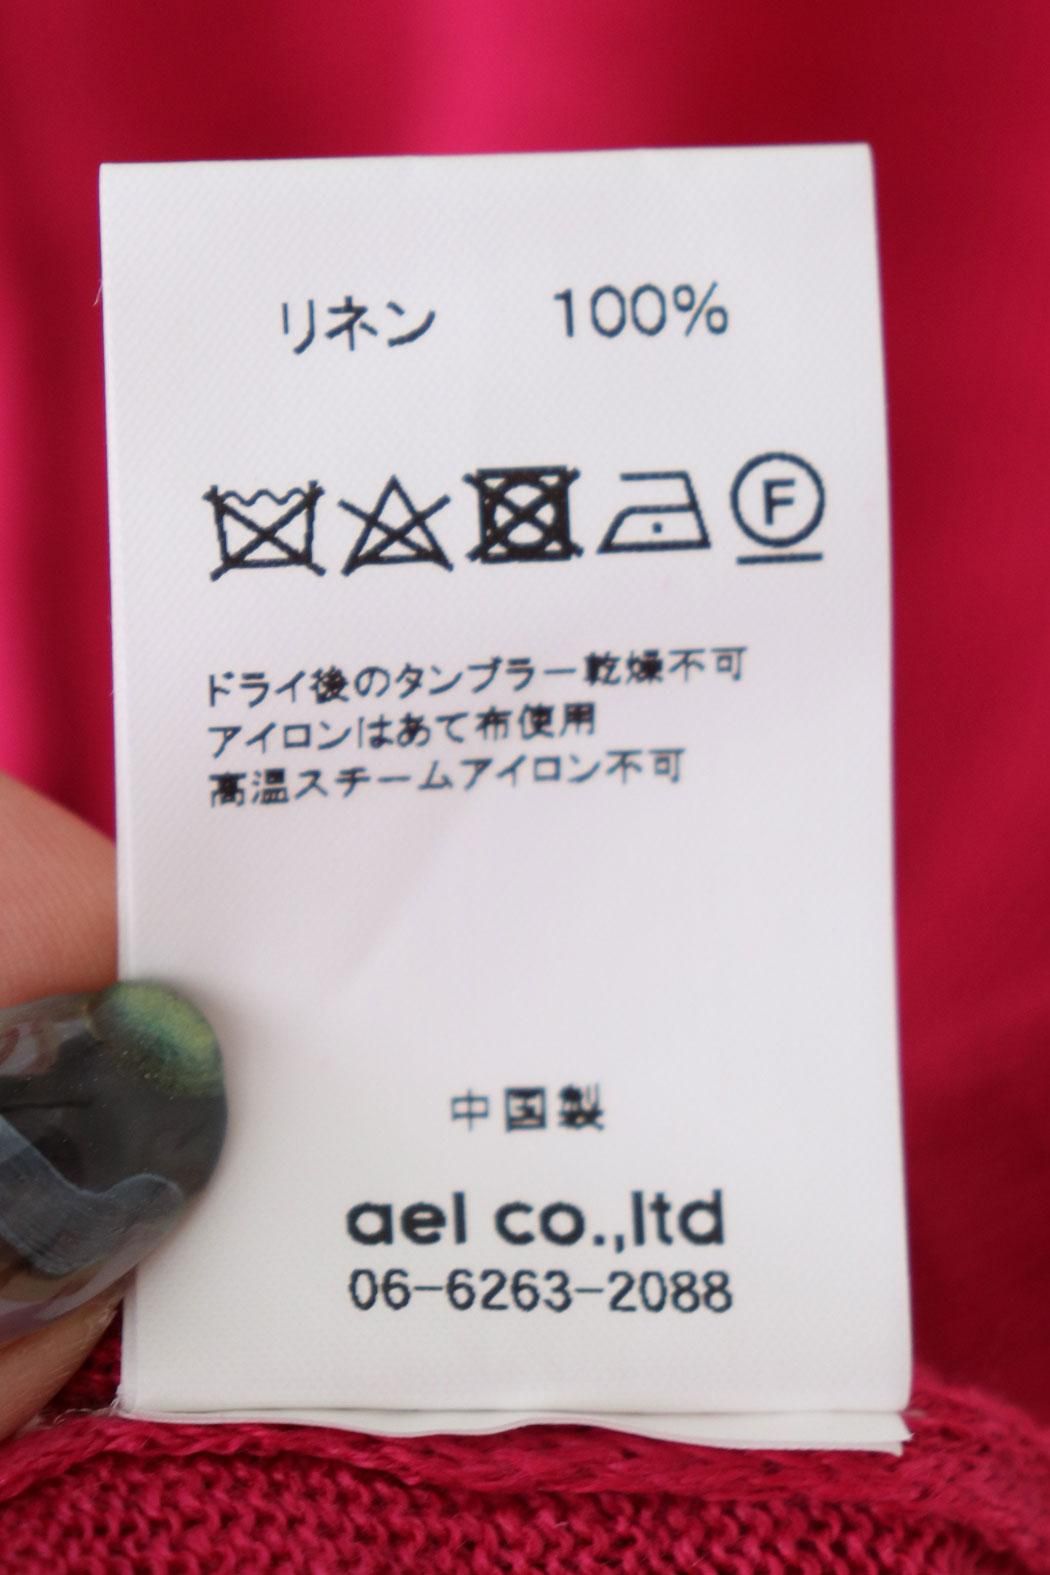 リネン 100%
F
ドライ後のタンブラー乾燥不可
アイロンはあて布使用
高温スチームアイロン不可
中国製
ael co.,ltd
06-6263-2088